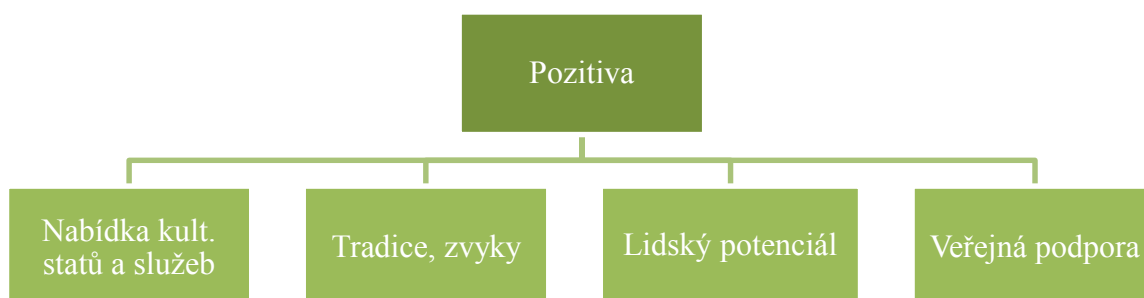 Pozitiva
Nabídka kult.
statů a služeb
Tradice, zvyky
Lidský potenciál
Veřejná podpora